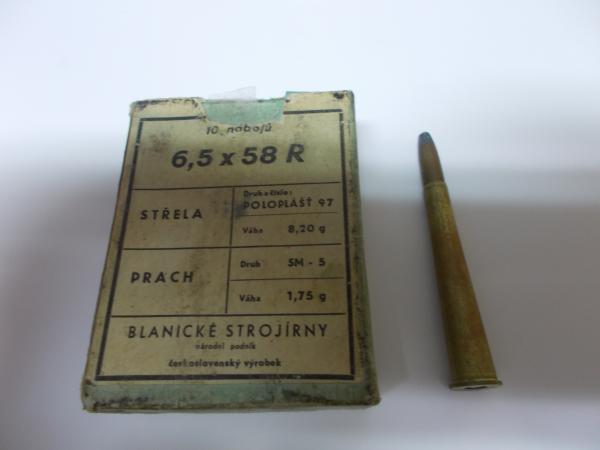 10 nábojů
6,5 x 58 R
STŘELA
Druh a číslo:
POLOPLÁŠŤ 97
Váha 8,20 g
PRACH
Druh SM - 5
Váha 1,75 g
BLANICKÉ STROJÍRNY
národní podnik
československý výrobek